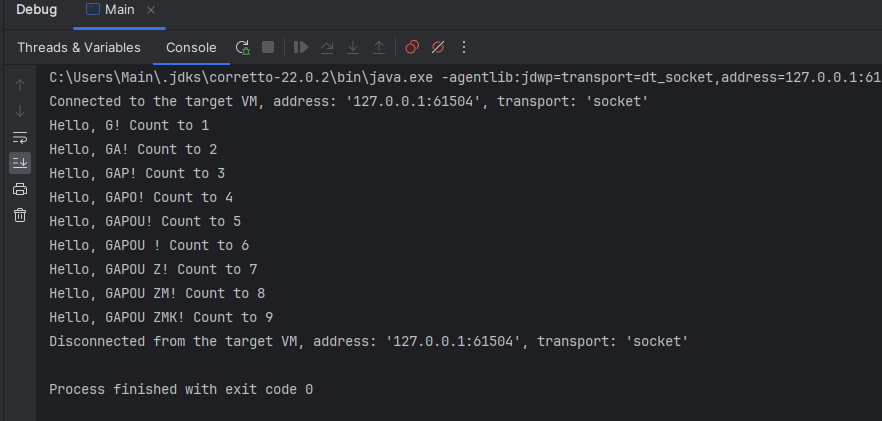 Debug Main
Threads & Variables Console
C:\Users\Main\.jdks\corretto-22.0.2\bin\java.exe -agentlib:jdwp=transport=dt_socket,address=127.0.0.1:61
Connected to the target VM, address: '127.0.0.1:61504', transport: 'socket'
Hello, G! Count to 1
Hello, GA! Count to 2
Hello, GAP! Count to 3
Hello, GAPO! Count to 4
Hello, GAPOU! Count to 5
Hello, GAPOU ! Count to 6
Hello, GAPOU Z! Count to 7
Hello, GAPOU ZM! Count to 8
Hello, GAPOU ZMK! Count to 9
Disconnected from the target VM, address: '127.0.0.1:61504', transport: 'socket'
Process finished with exit code 0